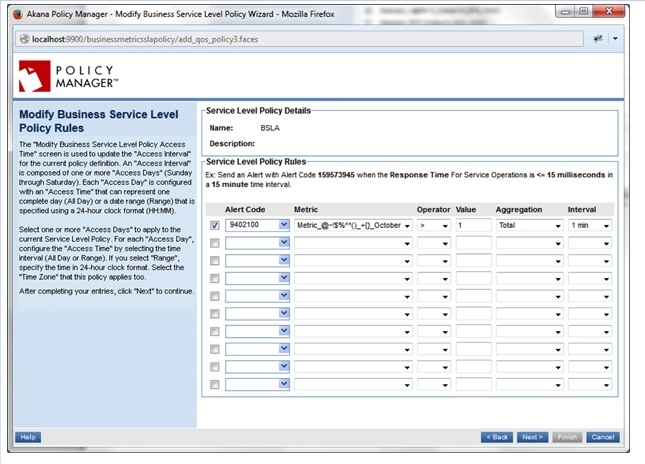 Akana Policy Manager - Modify Business Service Level Policy Wizard - Mozilla Firefox
localhost:9900/businessmetricsslapolicy/add_qos_policy3.faces
POLICY
MANAGER™
Modify Business Service Level
Policy Rules
The "Modify Business Service Level Policy Access
Time" screen is used to update the "Access Interval"
for the current policy definition. An "Access Interval"
is composed of one or more "Access Days" (Sunday
through Saturday). Each "Access Day" is configured
with an "Access Time" that can represent one
complete day (All Day) or a date range (Range) that is
specified using a 24-hour clock format (HH:MM).
Select one or more "Access Days" to apply to the
current Service Level Policy. For each "Access Day",
configure the "Access Time" by selecting the time
interval (All Day or Range). If you select "Range",
specify the time in 24-hour clock format. Select the
"Time Zone" that this policy applies too.
After completing your entries, click "Next" to continue.
Service Level Policy Details
Name: BSLA
Description:
Service Level Policy Rules
Ex: Send an Alert with Alert Code 159573945 when the Response Time For Service Operations is <= 15 milliseconds in
a 15 minute time interval.
Alert Code Metric Operator Value Aggregation Interval
9402100 Metric_@~!$%^^()_+{}_October > 1 Total 1 min
Help < Back Next > Finish Cancel